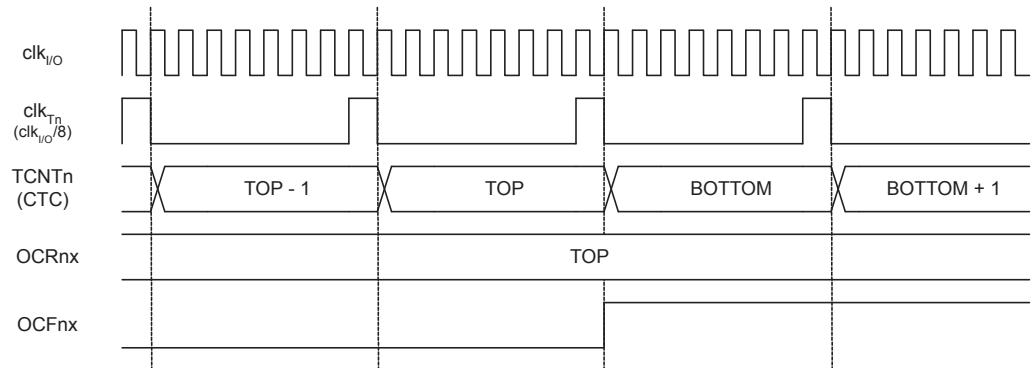 clkI/O
clkTn
(clkI/O/8)
TCNTn
(CTC)
TOP - 1
TOP
BOTTOM
BOTTOM + 1
OCRnx
TOP
OCFnx